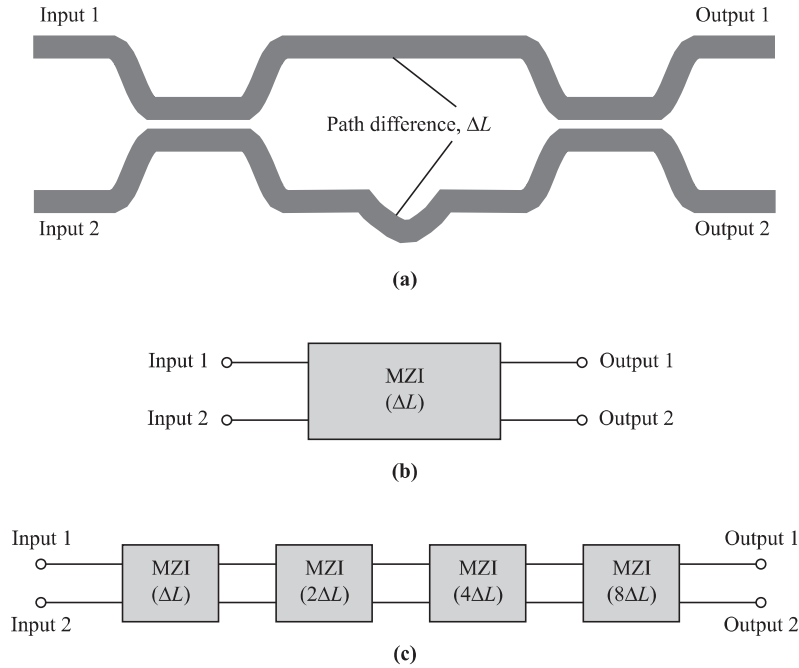 Input 1
Output 1
Path difference, ΔL
Input 2
Output 2
(a)
Input 1
MZI
(ΔL)
Output 1
Input 2
Output 2
(b)
Input 1
Output 1
MZI
(ΔL)
MZI
(2ΔL)
MZI
(4ΔL)
MZI
(8ΔL)
Input 2
Output 2
(c)